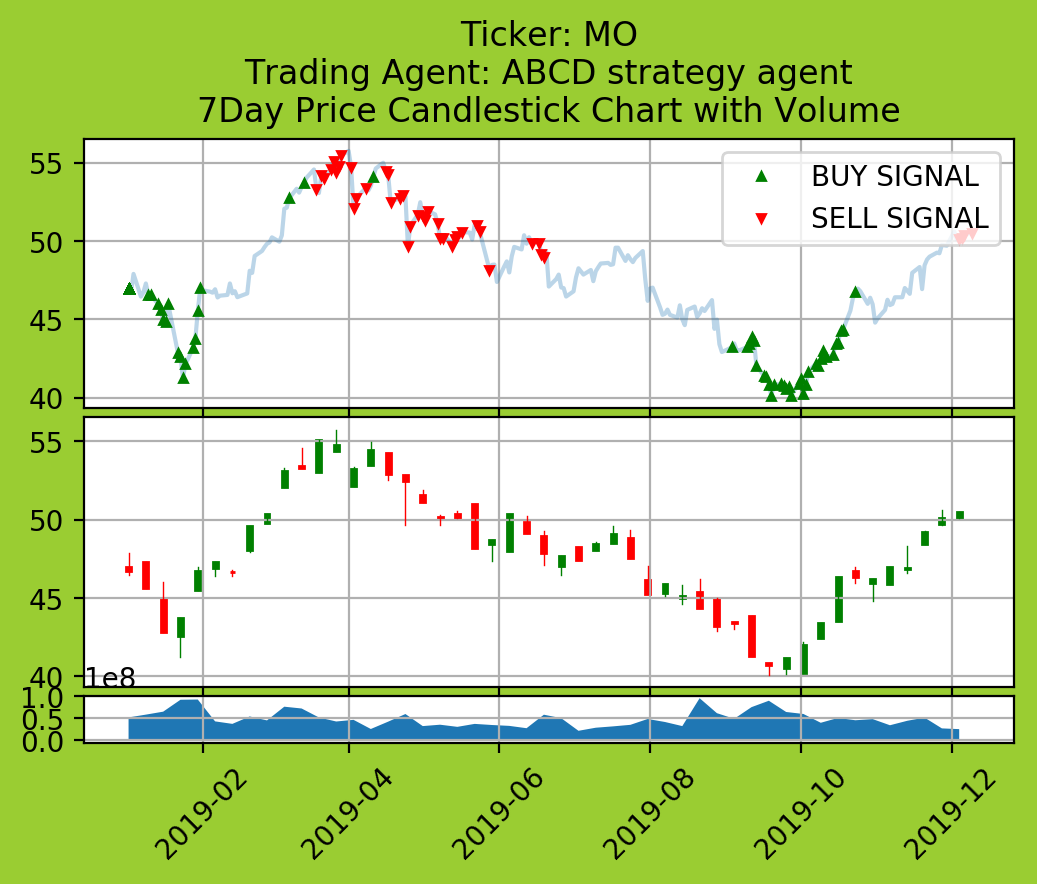 Ticker: MO
Trading Agent: ABCD strategy agent
7Day Price Candlestick Chart with Volume
55
50
45
40
BUY SIGNAL
SELL SIGNAL
55
50
45
40
1e8
1.0
0.5
0.0
2019-02
2019-04
2019-06
2019-08
2019-10
2019-12